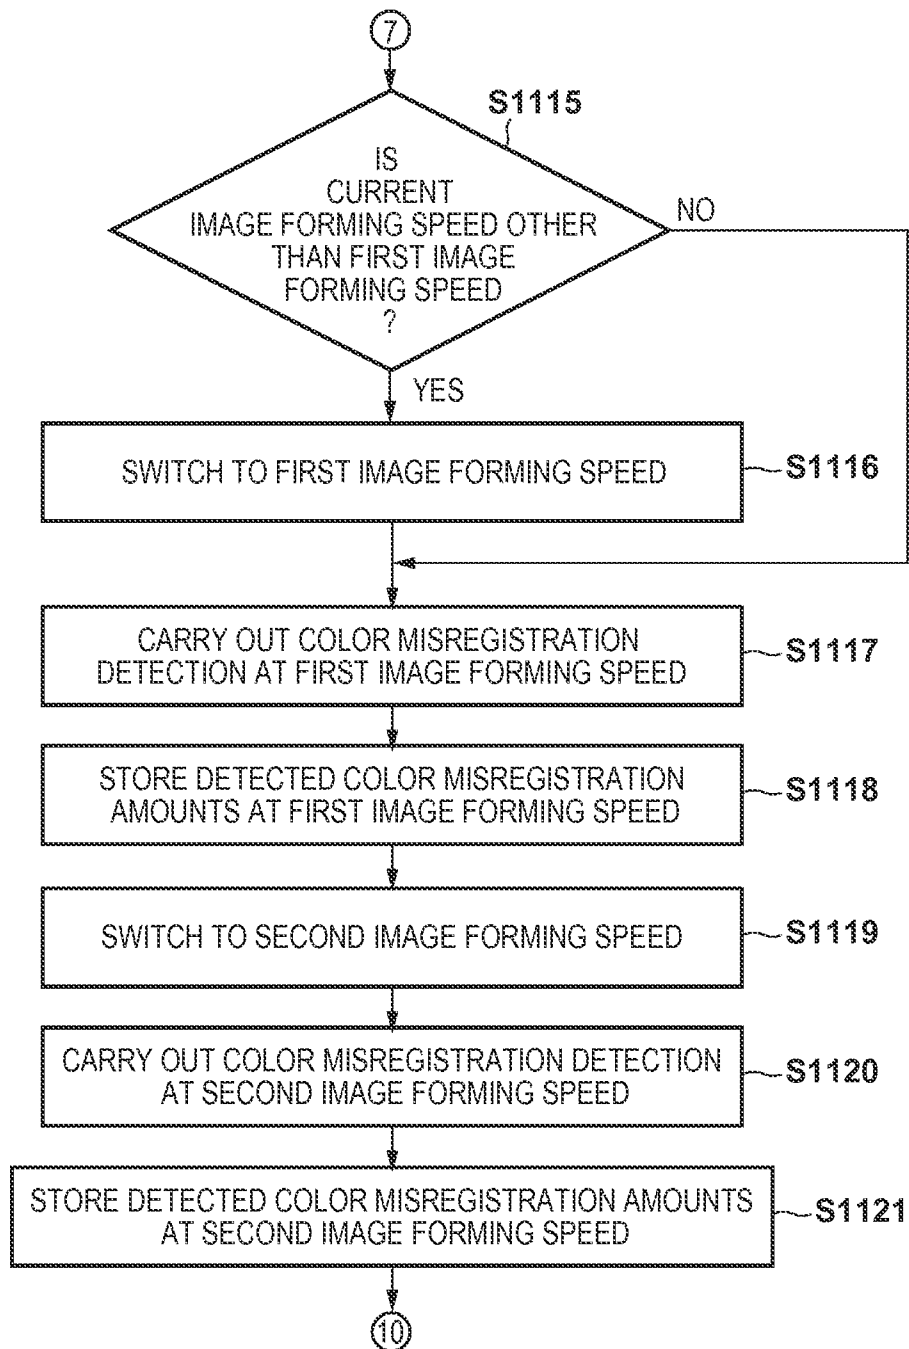 7
S1115
IS
CURRENT
IMAGE FORMING SPEED OTHER
THAN FIRST IMAGE
FORMING SPEED
?
NO
YES
SWITCH TO FIRST IMAGE FORMING SPEED
S1116
CARRY OUT COLOR MISREGISTRATION
DETECTION AT FIRST IMAGE FORMING SPEED
S1117
STORE DETECTED COLOR MISREGISTRATION
AMOUNTS AT FIRST IMAGE FORMING SPEED
S1118
SWITCH TO SECOND IMAGE FORMING SPEED
S1119
CARRY OUT COLOR MISREGISTRATION DETECTION
AT SECOND IMAGE FORMING SPEED
S1120
STORE DETECTED COLOR MISREGISTRATION AMOUNTS
AT SECOND IMAGE FORMING SPEED
S1121
10